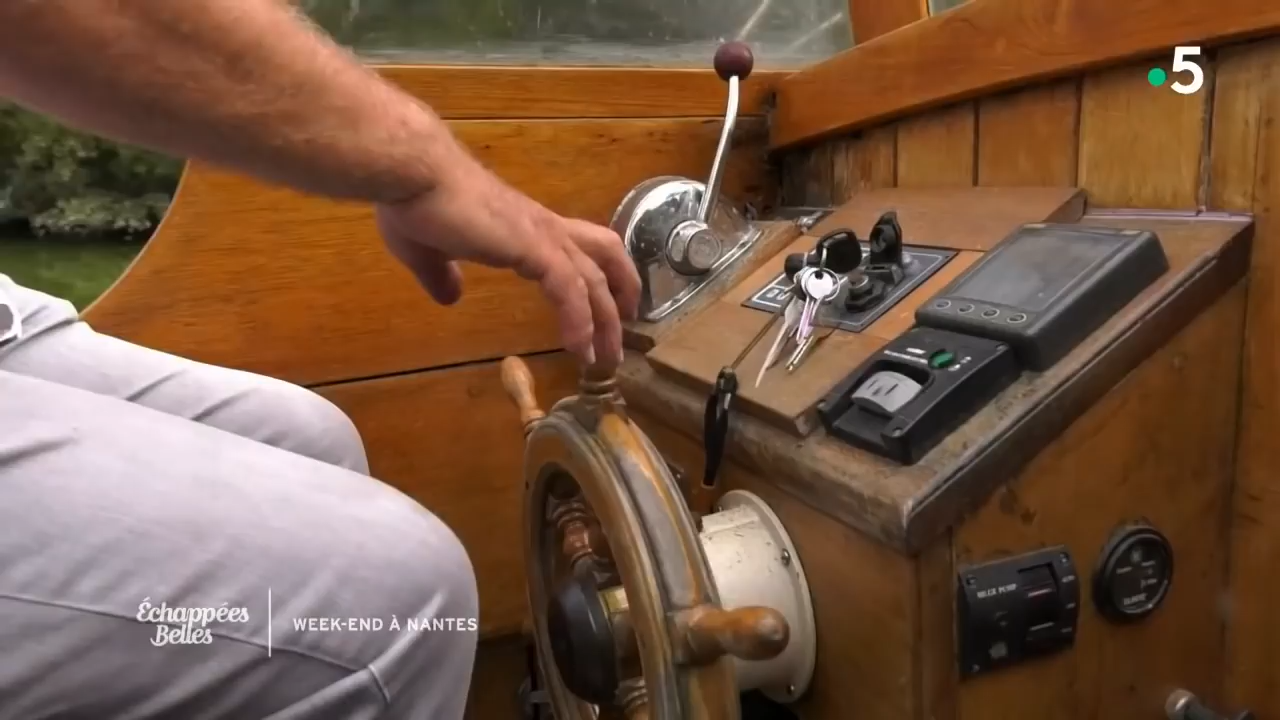 5
Échappées
Belles
WEEK-END À NANTES
BILGE PUMP